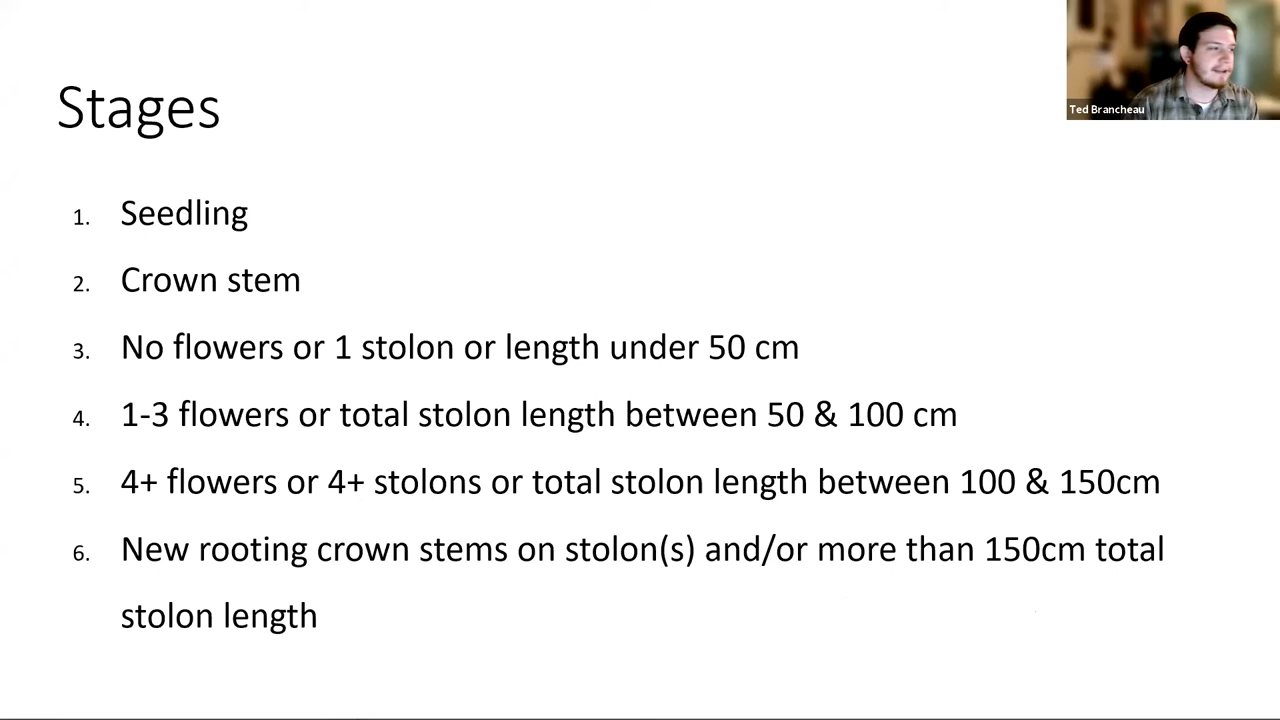 Ted Brancheau
Stages
1. Seedling
2. Crown stem
3. No flowers or 1 stolon or length under 50 cm
4. 1-3 flowers or total stolon length between 50 & 100 cm
5. 4+ flowers or 4+ stolons or total stolon length between 100 & 150cm
6. New rooting crown stems on stolon(s) and/or more than 150cm total
stolon length